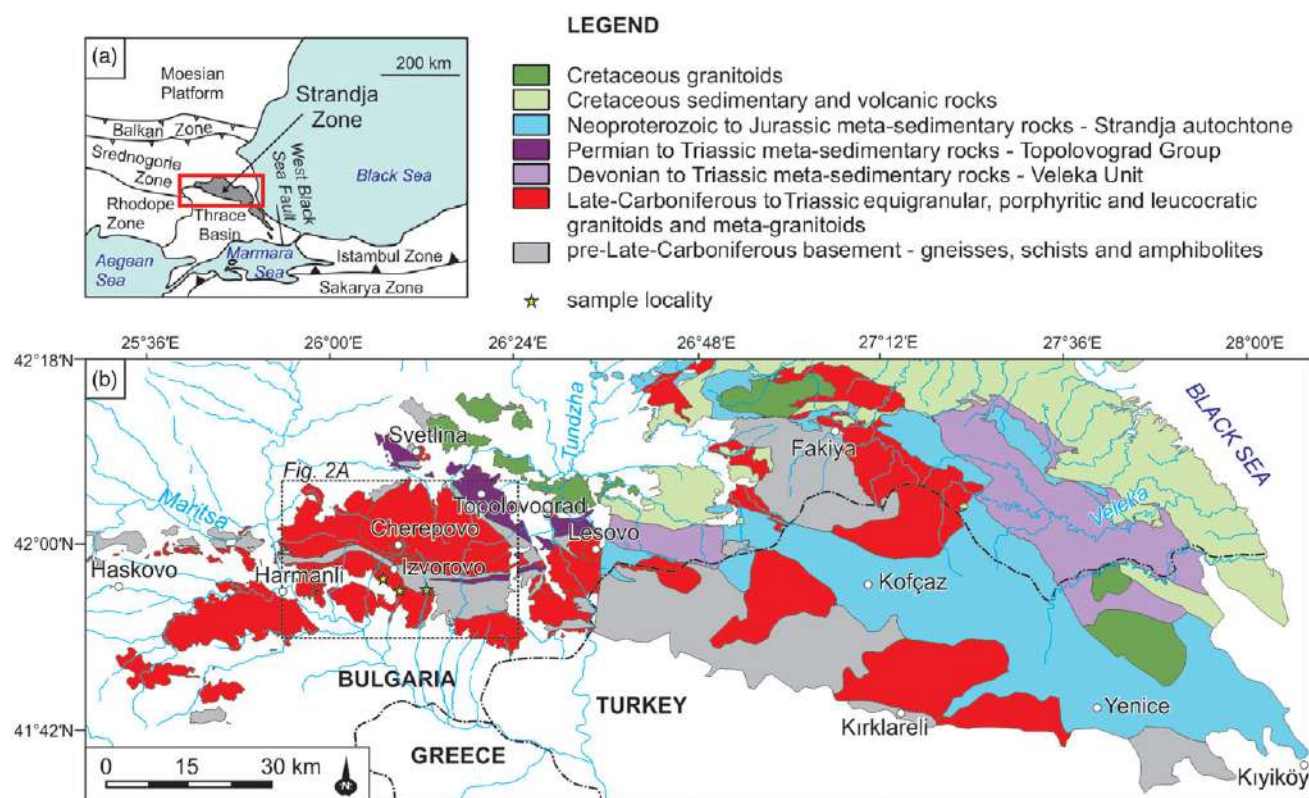 (a)
200 km
Moesian
Platform
Strandja
Zone
Balkan Zone
Srednogorie
Zone
West Black
Sea Fault
Black Sea
Rhodope
Zone
Thrace
Basin
Marmara
Sea
Istambul Zone
Aegean
Sea
Sakarya Zone
LEGEND
Cretaceous granitoids
Cretaceous sedimentary and volcanic rocks
Neoproterozoic to Jurassic meta-sedimentary rocks - Strandja autochtone
Permian to Triassic meta-sedimentary rocks - Topolovograd Group
Devonian to Triassic meta-sedimentary rocks - Veleka Unit
Late-Carboniferous to Triassic equigranular, porphyritic and leucocratic
granitoids and meta-granitoids
pre-Late-Carboniferous basement - gneisses, schists and amphibolites
sample locality
25°36'E 26°00'E 26°24'E 26°48'E 27°12'E 27°36'E 28°00'E
42°18'N
(b)
BLACK SEA
Tundzha
Svetlina
Fakiya
Fig. 2A
Maritsa
Topolovograd
Veleka
Cherepovo
Lesovo
42°00'N
Haskovo
Harmanli
Izvorovo
Kofçaz
BULGARIA
TURKEY
Yenice
41°42'N
Kırklareli
GREECE
0 15 30 km
N
Kıyıköy